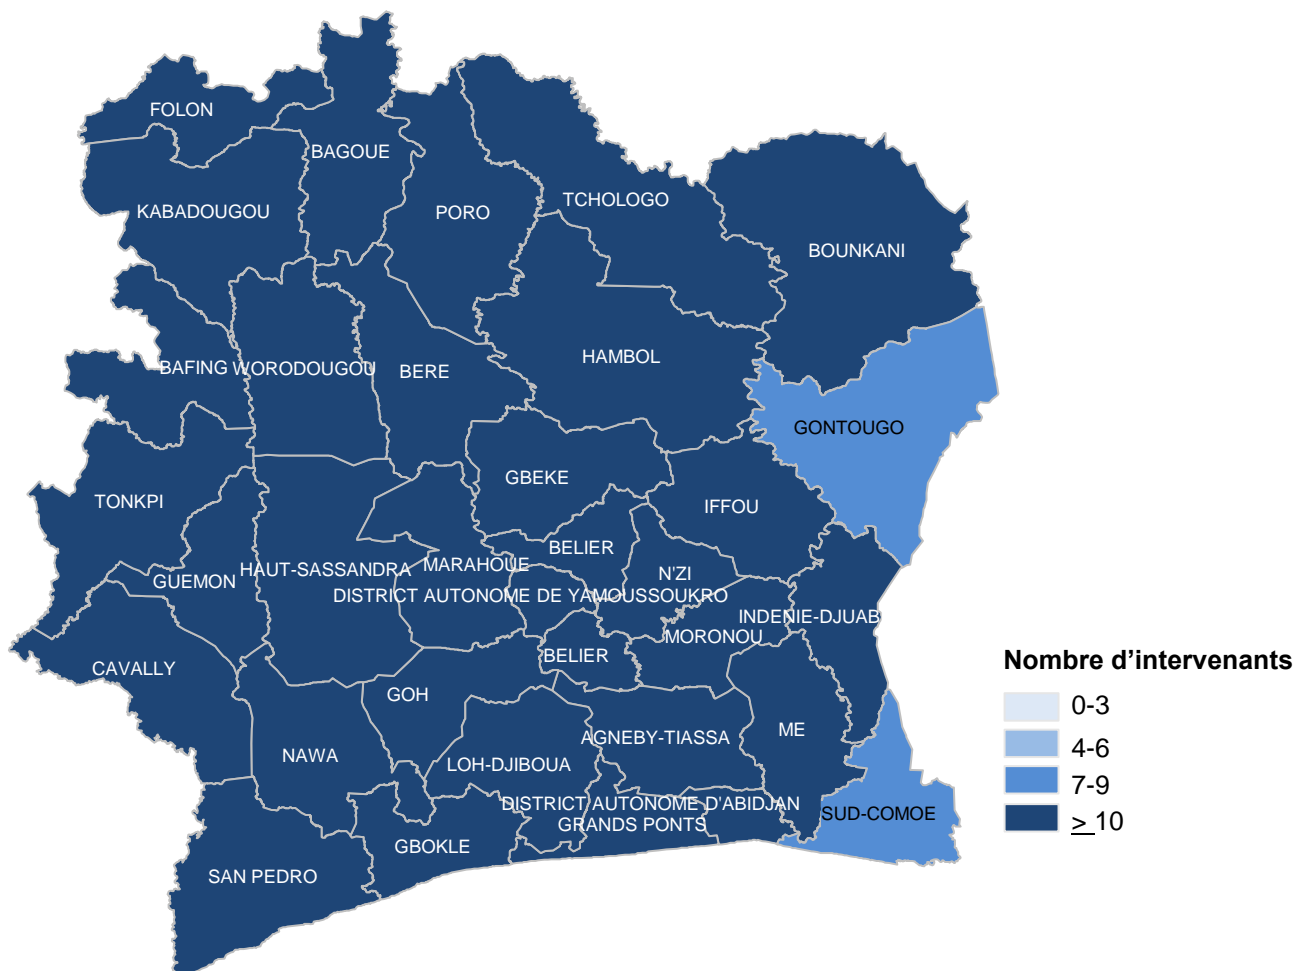 FOLON
BAGOUE
KABADOUGOU
PORO
TCHOLOGO
BOUNKANI
HAMBOL
BAFING
WORODOUGOU
BERE
GONTOUGO
GBEKE
IFFOU
TONKPI
BELIER
MARAHOUE
HAUT-SASSANDRA
N'ZI
GUEMON
DISTRICT AUTONOME DE YAMOUSSOUKRO
INDENIE-DJUAB
MORONOU
BELIER
CAVALLY
GOH
ME
AGNEBY-TIASSA
NAWA
LOH-DJIBOUA
DISTRICT AUTONOME D'ABIDJAN
SUD-COMOE
GRANDS PONTS
GBOKLE
SAN PEDRO
Nombre d’intervenants
0-3
4-6
7-9
≥ 10